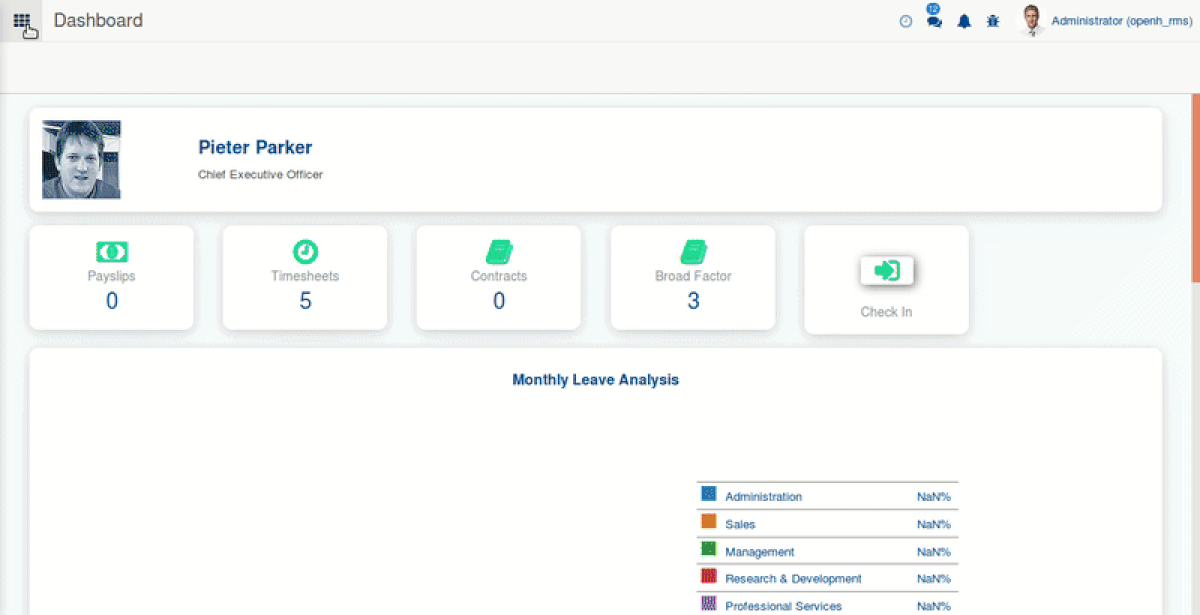 Dashboard
12
Administrator (openh_rms)
Pieter Parker
Chief Executive Officer
Payslips
0
Timesheets
5
Contracts
0
Broad Factor
3
Check In
Monthly Leave Analysis
Administration NaN%
Sales NaN%
Management NaN%
Research & Development NaN%
Professional Services NaN%